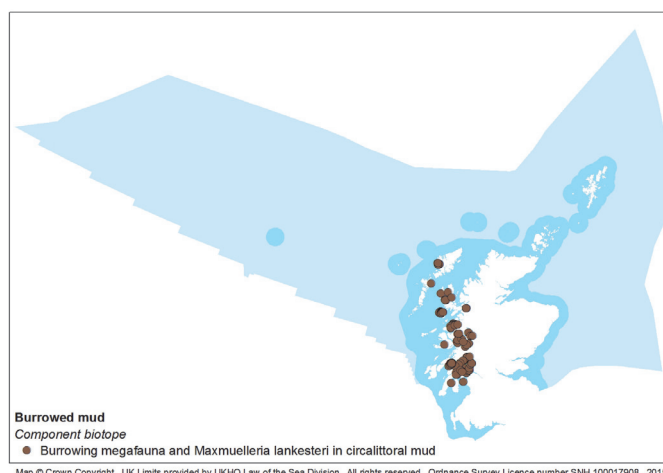 Burrowed mud
Component biotope
Burrowing megafauna and Maxmuelleria lankesteri in circalittoral mud
Map © Crown Copyright. UK Limits provided by UKHO Law of the Sea Division. All rights reserved. Ordnance Survey Licence number SNH 100017908